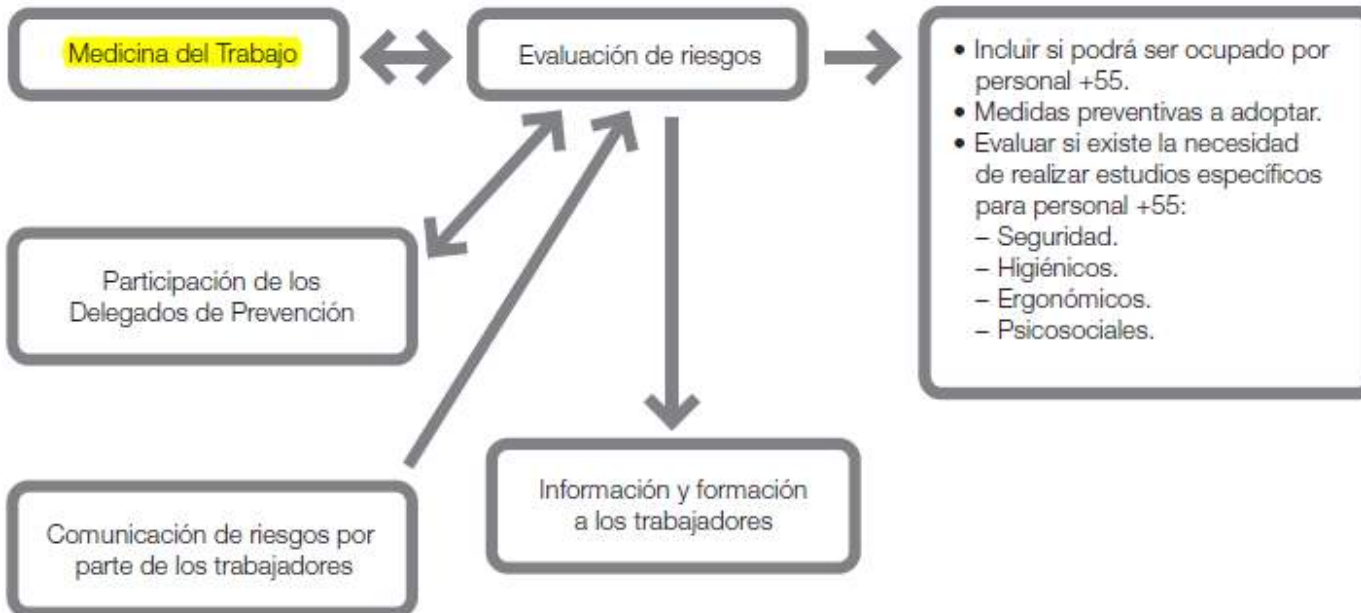 Medicina del Trabajo
Evaluación de riesgos
• Incluir si podrá ser ocupado por
personal +55.
• Medidas preventivas a adoptar.
• Evaluar si existe la necesidad
de realizar estudios específicos
para personal +55:
– Seguridad.
– Higiénicos.
– Ergonómicos.
– Psicosociales.
Participación de los
Delegados de Prevención
Comunicación de riesgos por
parte de los trabajadores
Información y formación
a los trabajadores